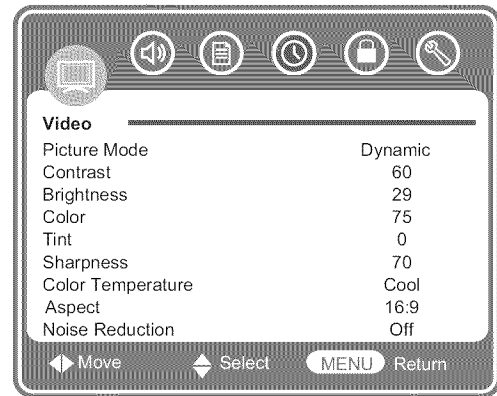 Video
Picture Mode Dynamic
Contrast 60
Brightness 29
Color 75
Tint 0
Sharpness 70
Color Temperature Cool
Aspect 16:9
Noise Reduction Off
Move Select MENU Return